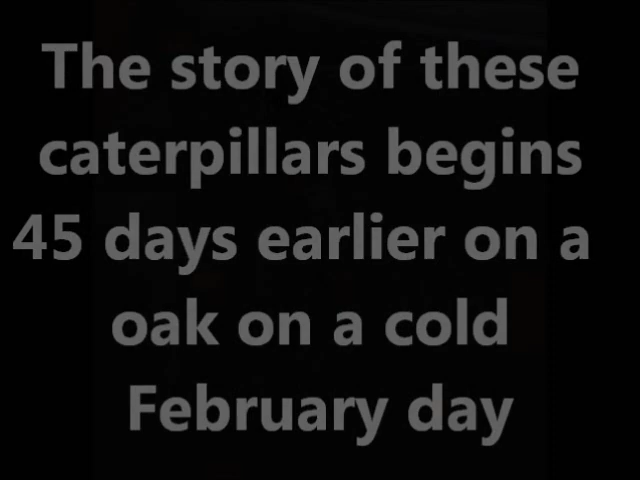 The story of these
caterpillars begins
45 days earlier on a
oak on a cold
February day